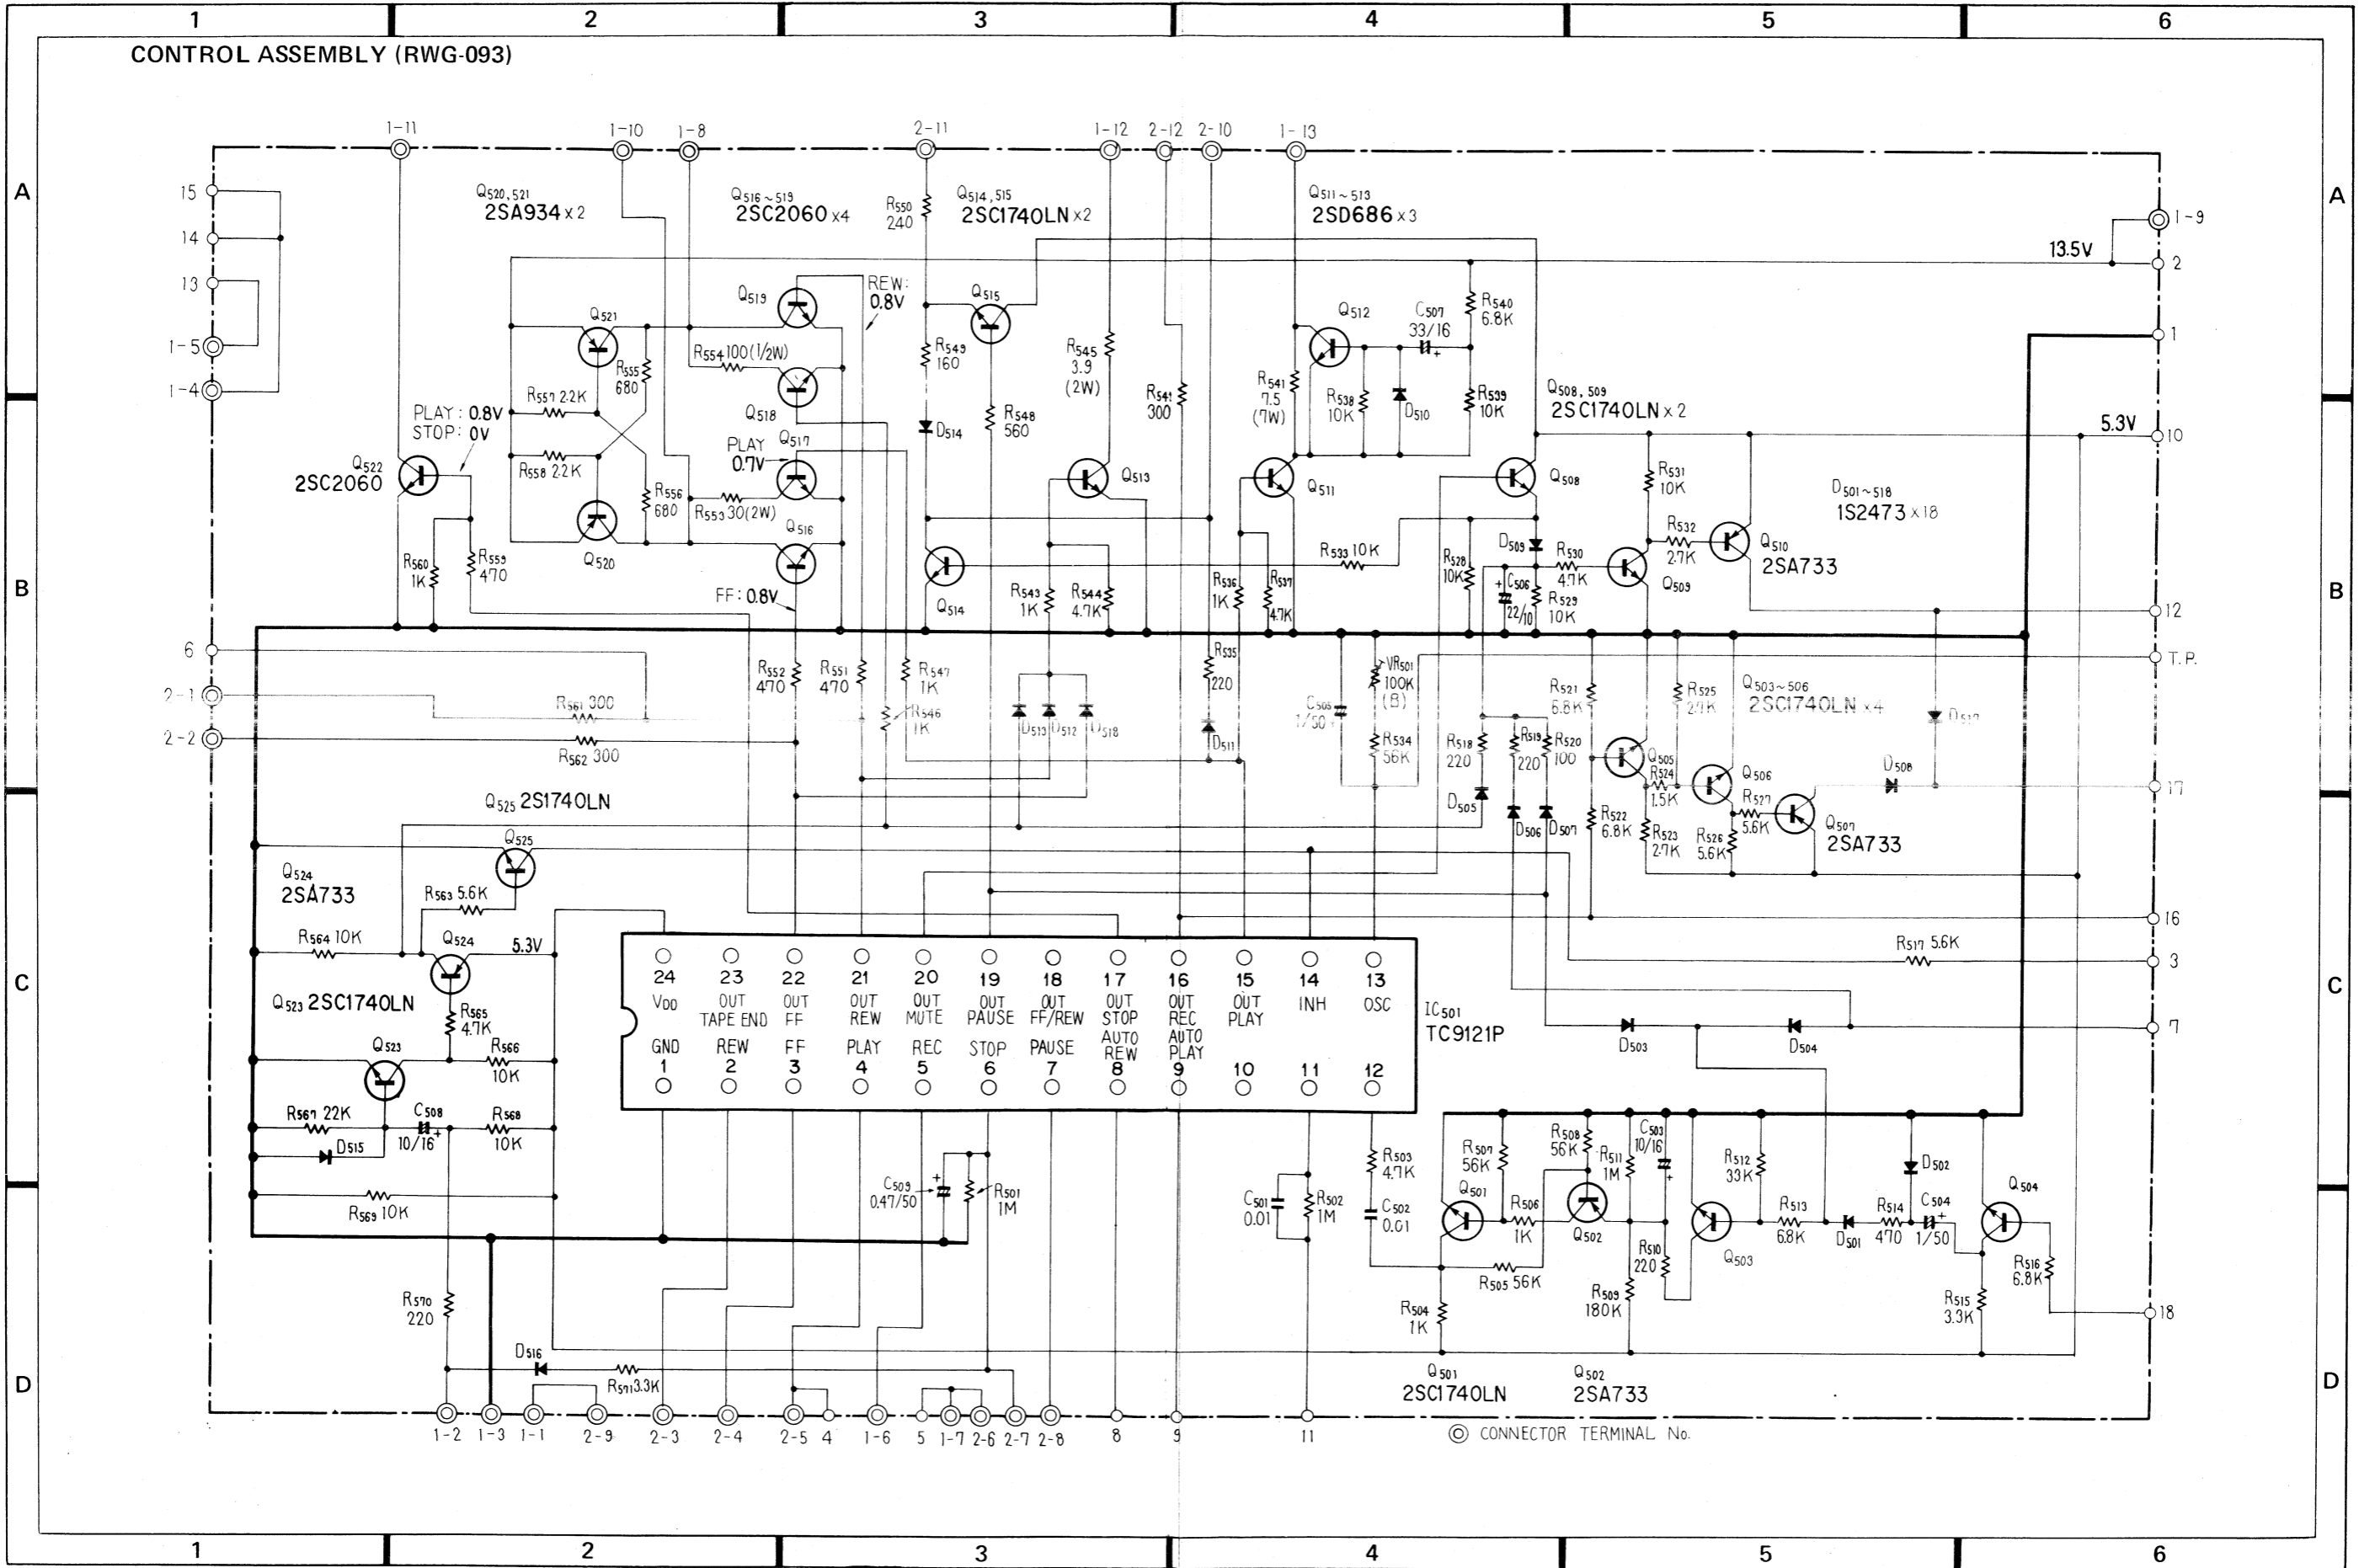 1 2 3 4 5 6
CONTROL ASSEMBLY (RWG-093)
1-11 1-10 1-8 2-11 1-12 2-12 2-10 1-13
A A
15
14
13
1-5
1-4
Q520,521
2SA934 x2
Q516~519
2SC2060 x4
R550
240
Q514,515
2SC1740LN x2
Q511~513
2SD686 x3
1-9
13.5V
2
1
Q521
Q519
REW:
0.8V
Q515
Q512
C507
33/16
+
R540
6.8K
R554 100(1/2W)
R555
680
R549
160
R545
3.9
(2W)
R541
300
R541
7.5
(7W)
R538
10K
D510
R539
10K
Q508,509
2SC1740LN x2
R557 2.2K
Q518
PLAY: 0.8V
STOP: 0V
D514
R548
560
5.3V
10
PLAY
0.7V
Q517
R558 2.2K
Q522
2SC2060
R556
680
R553 30(2W)
Q516
Q513
Q511
Q508
R531
10K
D501~518
1S2473 x18
R532
2.7K
Q510
2SA733
B B
R560
1K
R559
470
Q520
FF: 0.8V
Q514
R543
1K
R544
4.7K
R533 10K
R536
1K
R537
4.7K
R528
10K
D509
R530
4.7K
+ C506
22/10
R529
10K
Q509
12
6
2-1
2-2
R552
470
R551
470
R547
1K
R535
220
VR501
100K
(B)
T.P.
R561 300
R546
1K
D513 D512 D518
D511
C505
1/50 +
R534
56K
R521
6.8K
R525
2.7K
Q503~506
2SC1740LN x4
D517
R562 300
R518
220
R519
220
R520
100
Q505
R524
1.5K
Q506
D508
17
Q525 2S1740LN
D505
D506 D507
R522
6.8K
R523
2.7K
R526
5.6K
R527
5.6K
Q507
2SA733
Q525
Q524
2SA733
R563 5.6K
16
R564 10K
Q524
5.3V
R517 5.6K
3
C C
Q523 2SC1740LN
R565
4.7K
24 23 22 21 20 19 18 17 16 15 14 13
VDD
OUT
TAPE END
OUT
FF
OUT
REW
OUT
MUTE
OUT
PAUSE
OUT
FF/REW
OUT
STOP
OUT
REC
OUT
PLAY
INH
OSC
GND REW FF PLAY REC STOP PAUSE
AUTO
REW
AUTO
PLAY
1 2 3 4 5 6 7 8 9 10 11 12
IC501
TC9121P
7
D503
D504
Q523
R566
10K
R567 22K
C508
10/16 +
R568
10K
D515
R569 10K
C509
0.47/50
+
R501
1M
C501
0.01
R502
1M
R503
4.7K
C502
0.01
R507
56K
R508
56K
R511
1M
C503
10/16
+
R512
33K
D502
Q501
R506
1K
Q502
R510
220
R513
6.8K
D501
R514
470
C504
+
1/50
Q504
R505 56K
Q503
R516
6.8K
R504
1K
R509
180K
R515
3.3K
18
R570
220
D516
R571 3.3K
D D
Q501
2SC1740LN
Q502
2SA733
1-2 1-3 1-1 2-9 2-3 2-4 2-5 4 1-6 5 1-7 2-6 2-7 2-8 8 9 11
CONNECTOR TERMINAL No.
1 2 3 4 5 6